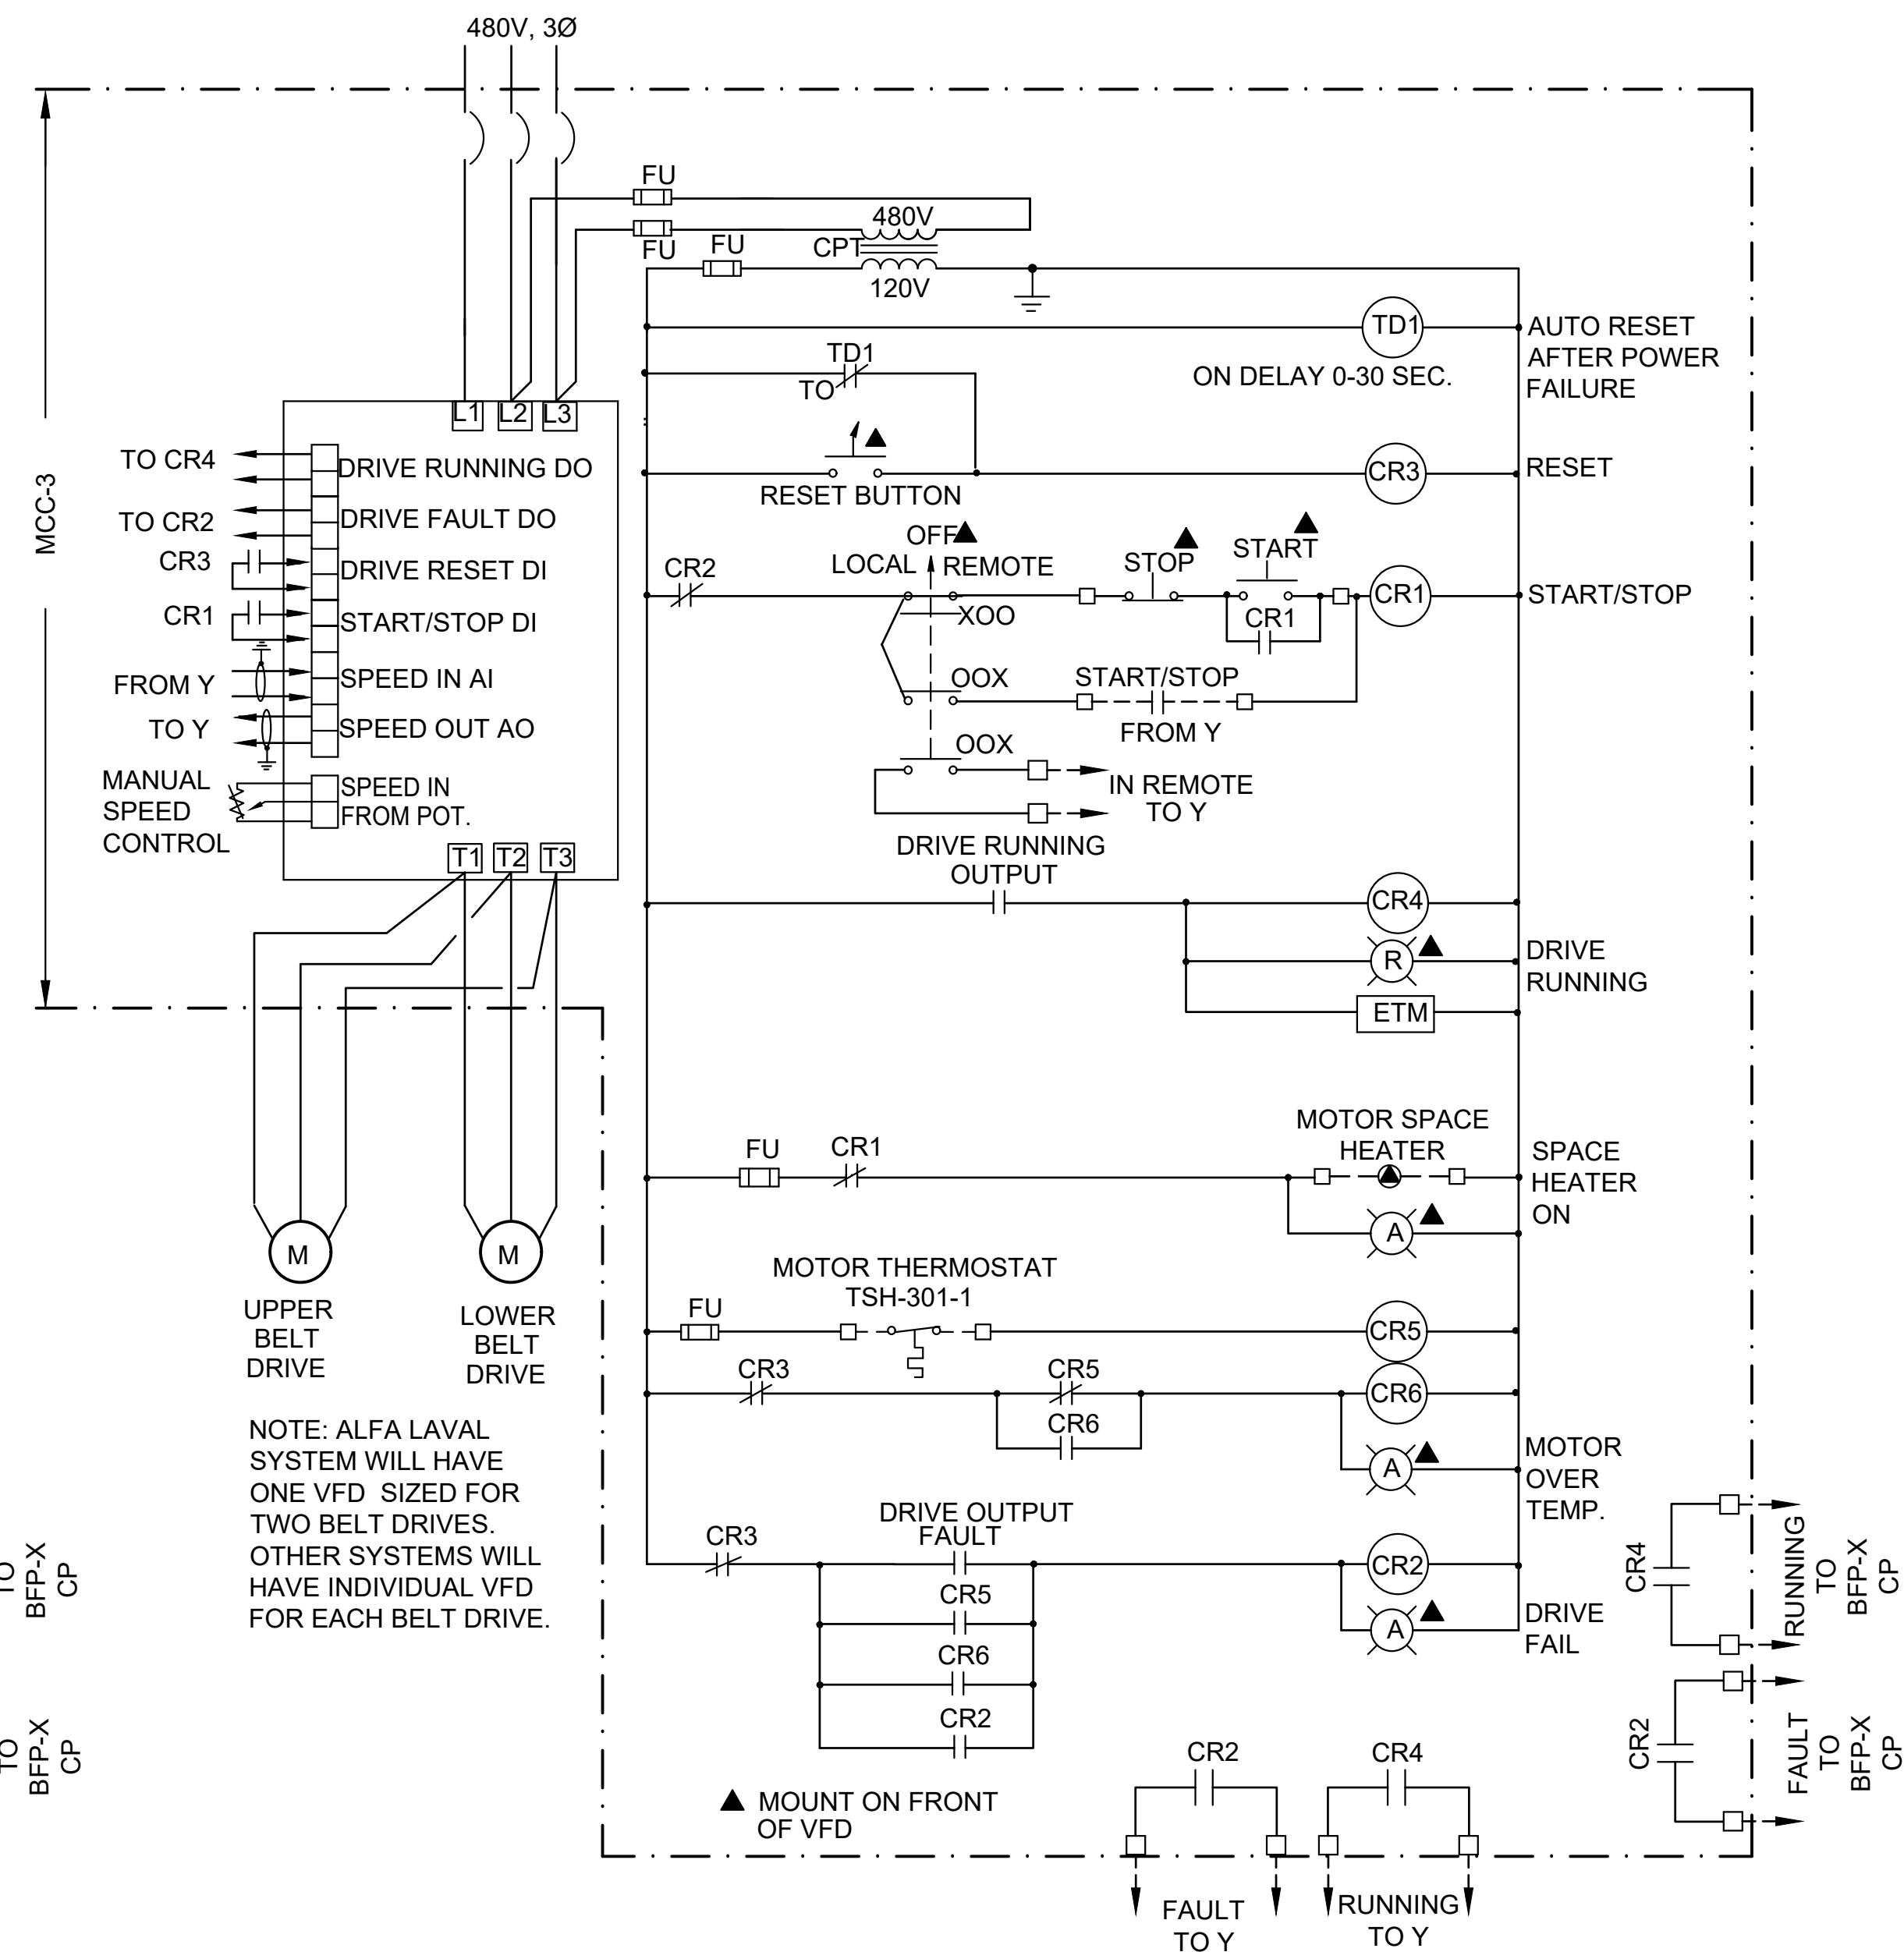 480V, 3Ø
FU
480V
FU
FU
CPT
120V
TD1
AUTO RESET
AFTER POWER
FAILURE
ON DELAY 0-30 SEC.
TD1
TO
RESET BUTTON
CR3
RESET
MCC-3
L1
L2
L3
TO CR4
DRIVE RUNNING DO
TO CR2
DRIVE FAULT DO
CR3
DRIVE RESET DI
CR1
START/STOP DI
FROM Y
SPEED IN AI
TO Y
SPEED OUT AO
MANUAL
SPEED
CONTROL
SPEED IN
FROM POT.
T1
T2
T3
CR2
OFF
LOCAL
REMOTE
STOP
START
CR1
CR1
START/STOP
XOO
OOX
START/STOP
FROM Y
OOX
IN REMOTE
TO Y
DRIVE RUNNING
OUTPUT
CR4
R
DRIVE
RUNNING
ETM
MOTOR SPACE
HEATER
FU
CR1
SPACE
HEATER
ON
A
MOTOR THERMOSTAT
TSH-301-1
FU
CR5
CR3
CR5
CR6
CR6
A
MOTOR
OVER
TEMP.
DRIVE OUTPUT
FAULT
CR3
CR2
CR5
CR6
CR2
A
DRIVE
FAIL
M
UPPER
BELT
DRIVE
M
LOWER
BELT
DRIVE
NOTE: ALFA LAVAL
SYSTEM WILL HAVE
ONE VFD SIZED FOR
TWO BELT DRIVES.
OTHER SYSTEMS WILL
HAVE INDIVIDUAL VFD
FOR EACH BELT DRIVE.
TO
BFP-X
CP
TO
BFP-X
CP
MOUNT ON FRONT
OF VFD
CR2
FAULT
TO Y
CR4
RUNNING
TO Y
CR4
RUNNING
TO
BFP-X
CP
CR2
FAULT
TO
BFP-X
CP